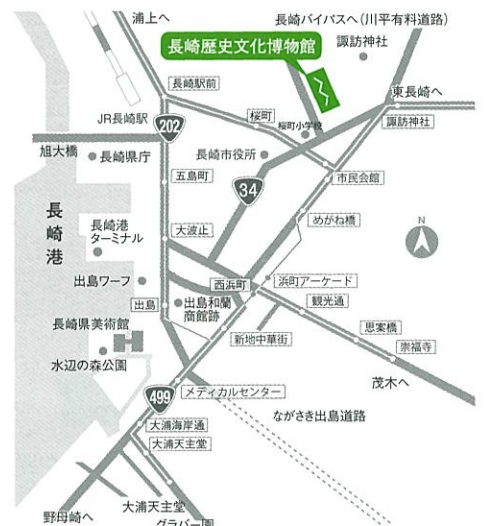 浦上へ
長崎バイパスへ(川平有料道路)
長崎歴史文化博物館
諏訪神社
長崎駅前
東長崎へ
JR長崎駅
桜町
桜町小学校
諏訪神社
202
旭大橋
長崎県庁
長崎市役所
五島町
34
市民会館
めがね橋
長崎港
長崎港
ターミナル
大波止
N
西浜町
浜町アーケード
出島ワーフ
出島
出島和蘭
商館跡
観光通
長崎県美術館
新地中華街
思案橋
崇福寺
水辺の森公園
茂木へ
499
メディカルセンター
ながさき出島道路
大浦海岸通
大浦天主堂
大浦天主堂
野母崎へ
グラバー園